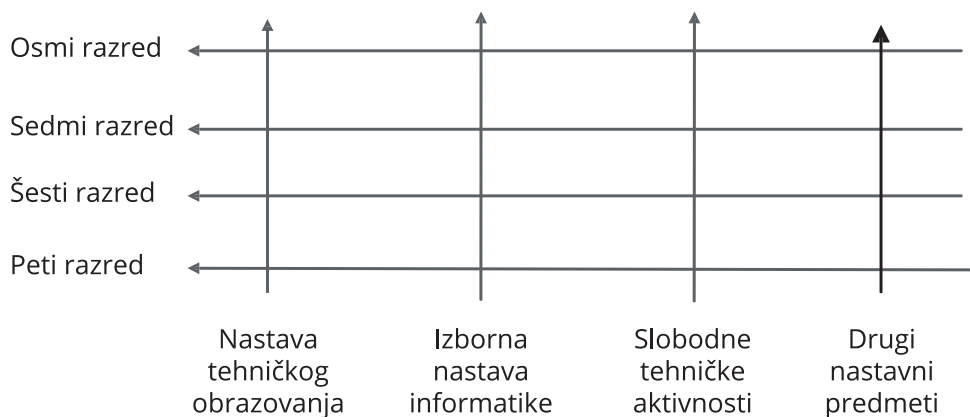 Osmi razred
Sedmi razred
Šesti razred
Peti razred
Nastava
tehničkog
obrazovanja
Izborna
nastava
informatike
Slobodne
tehničke
aktivnosti
Drugi
nastavni
predmeti